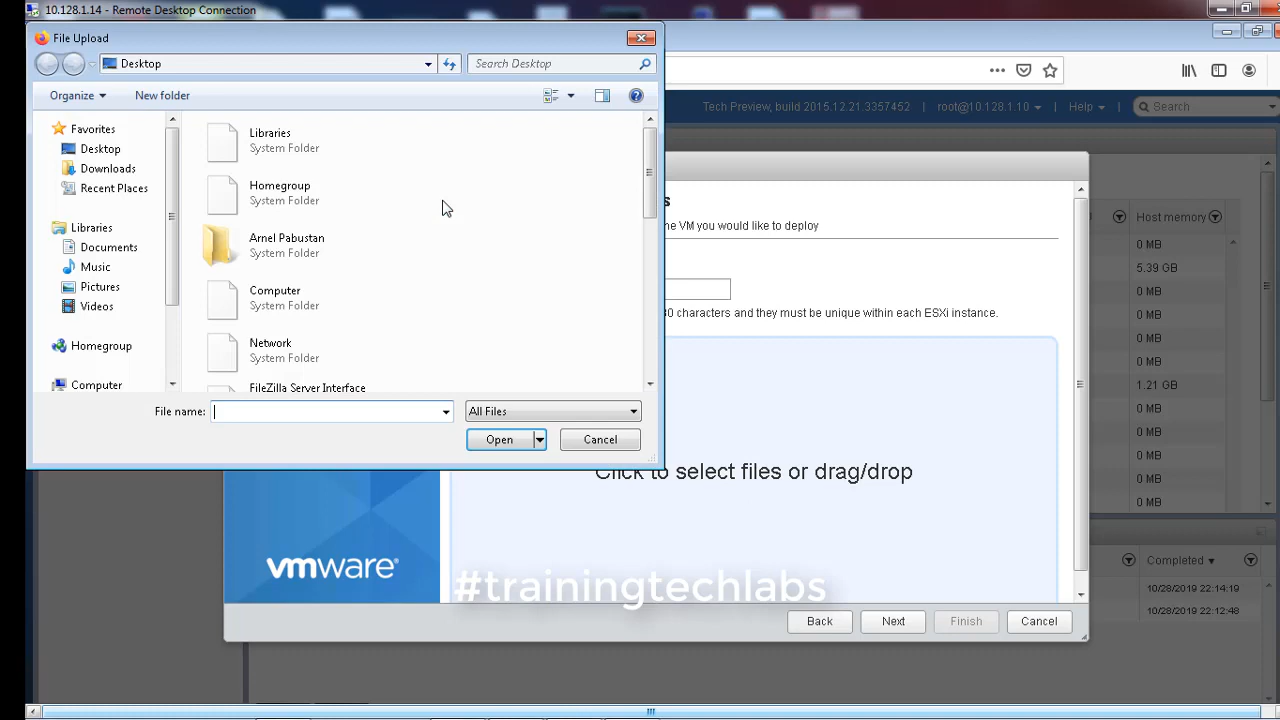 10.128.1.14 - Remote Desktop Connection
File Upload
Desktop
Search Desktop
Organize
New folder
Favorites
Desktop
Downloads
Recent Places
Libraries
Documents
Music
Pictures
Videos
Homegroup
Computer
Libraries
System Folder
Homegroup
System Folder
Arnel Pabustan
System Folder
Computer
System Folder
Network
System Folder
FileZilla Server Interface
File name:
All Files
Open
Cancel
Tech Preview, build 2015.12.21.3357452
root@10.128.1.10
Help
Search
s
ne VM you would like to deploy
80 characters and they must be unique within each ESXi instance.
Click to select files or drag/drop
vmware®
#trainingtechlabs
Back
Next
Finish
Cancel
Host memory
0 MB
5.39 GB
0 MB
0 MB
0 MB
0 MB
1.21 GB
0 MB
0 MB
0 MB
0 MB
0 MB
Completed
10/28/2019 22:14:19
10/28/2019 22:12:48